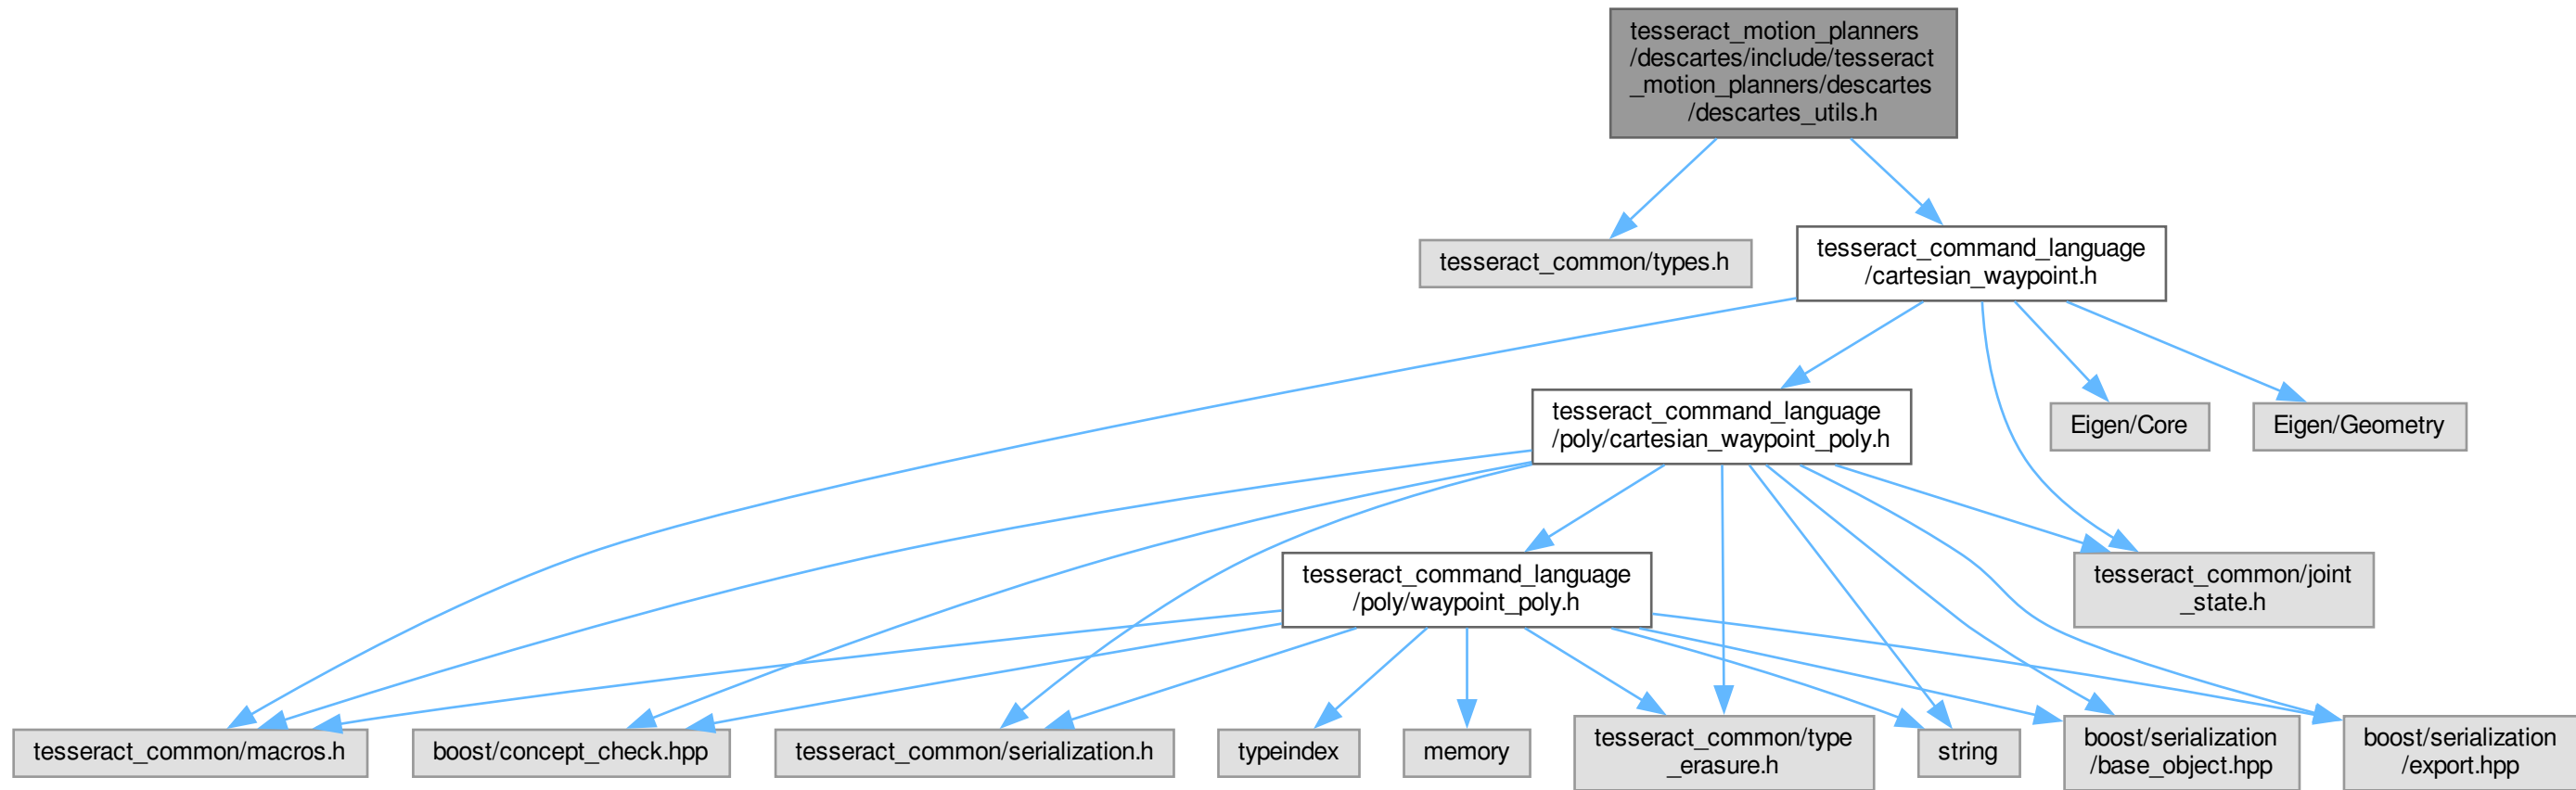 tesseract_motion_planners
/descartes/include/tesseract
_motion_planners/descartes
/descartes_utils.h
tesseract_common/types.h
tesseract_command_language
/cartesian_waypoint.h
tesseract_command_language
/poly/cartesian_waypoint_poly.h
Eigen/Core
Eigen/Geometry
tesseract_command_language
/poly/waypoint_poly.h
tesseract_common/joint
_state.h
tesseract_common/macros.h
boost/concept_check.hpp
tesseract_common/serialization.h
typeindex
memory
tesseract_common/type
_erasure.h
string
boost/serialization
/base_object.hpp
boost/serialization
/export.hpp